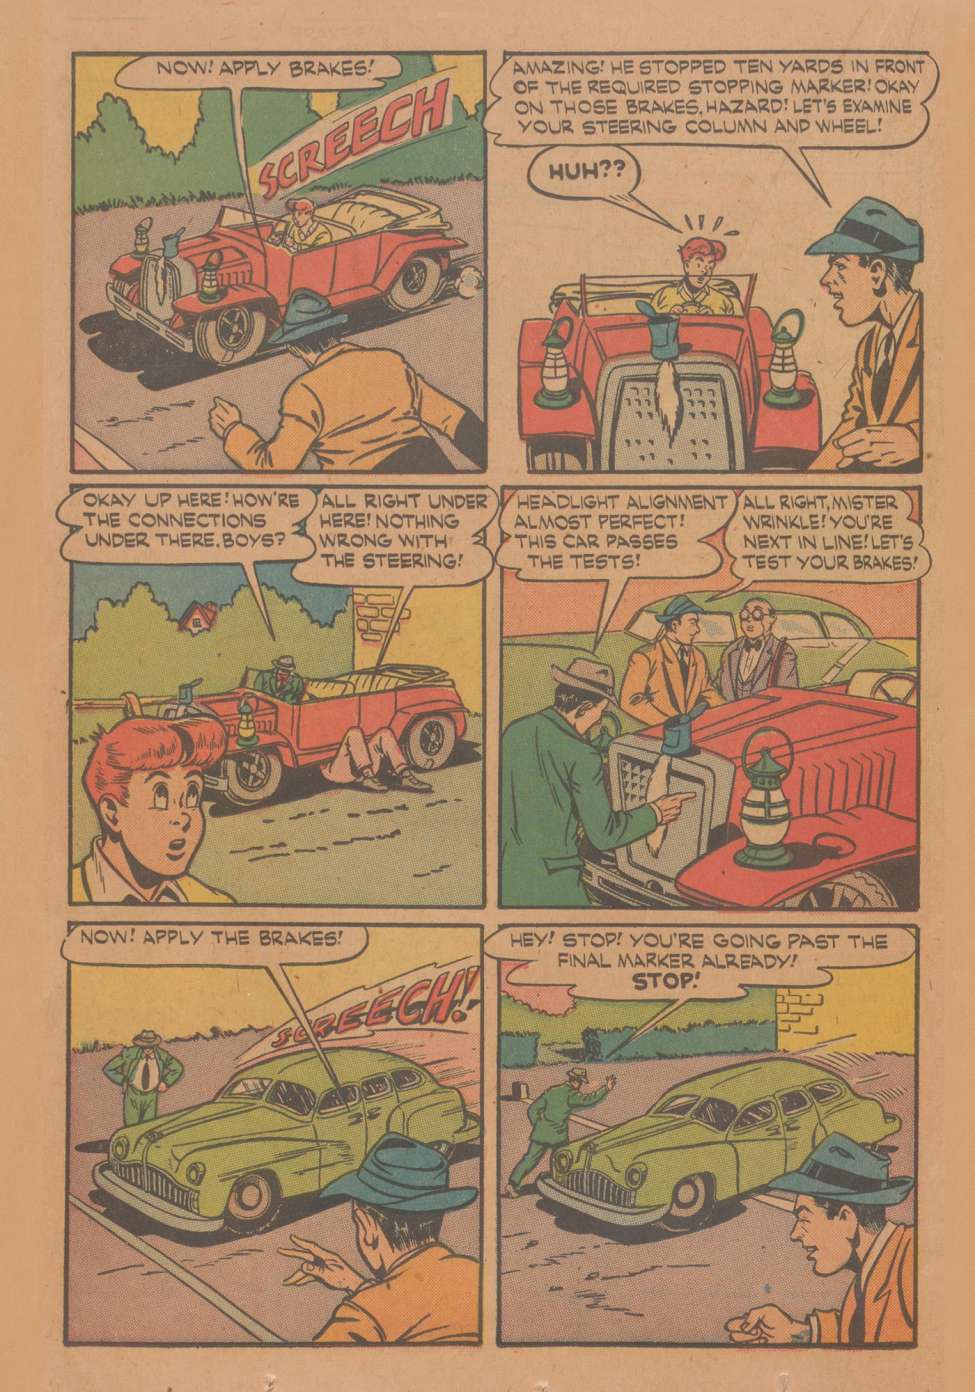 NOW! APPLY BRAKES!
SCREECH
AMAZING! HE STOPPED TEN YARDS IN FRONT
OF THE REQUIRED STOPPING MARKER! OKAY
ON THOSE BRAKES, HAZARD! LET'S EXAMINE
YOUR STEERING COLUMN AND WHEEL!
HUH??
OKAY UP HERE! HOW'RE
THE CONNECTIONS
UNDER THERE, BOYS?
ALL RIGHT UNDER
HERE! NOTHING
WRONG WITH
THE STEERING!
HEADLIGHT ALIGNMENT
ALMOST PERFECT!
THIS CAR PASSES
THE TESTS!
ALL RIGHT, MISTER
WRINKLE! YOU'RE
NEXT IN LINE! LET'S
TEST YOUR BRAKES!
NOW! APPLY THE BRAKES!
SCREECH!
HEY! STOP! YOU'RE GOING PAST THE
FINAL MARKER ALREADY!
STOP!